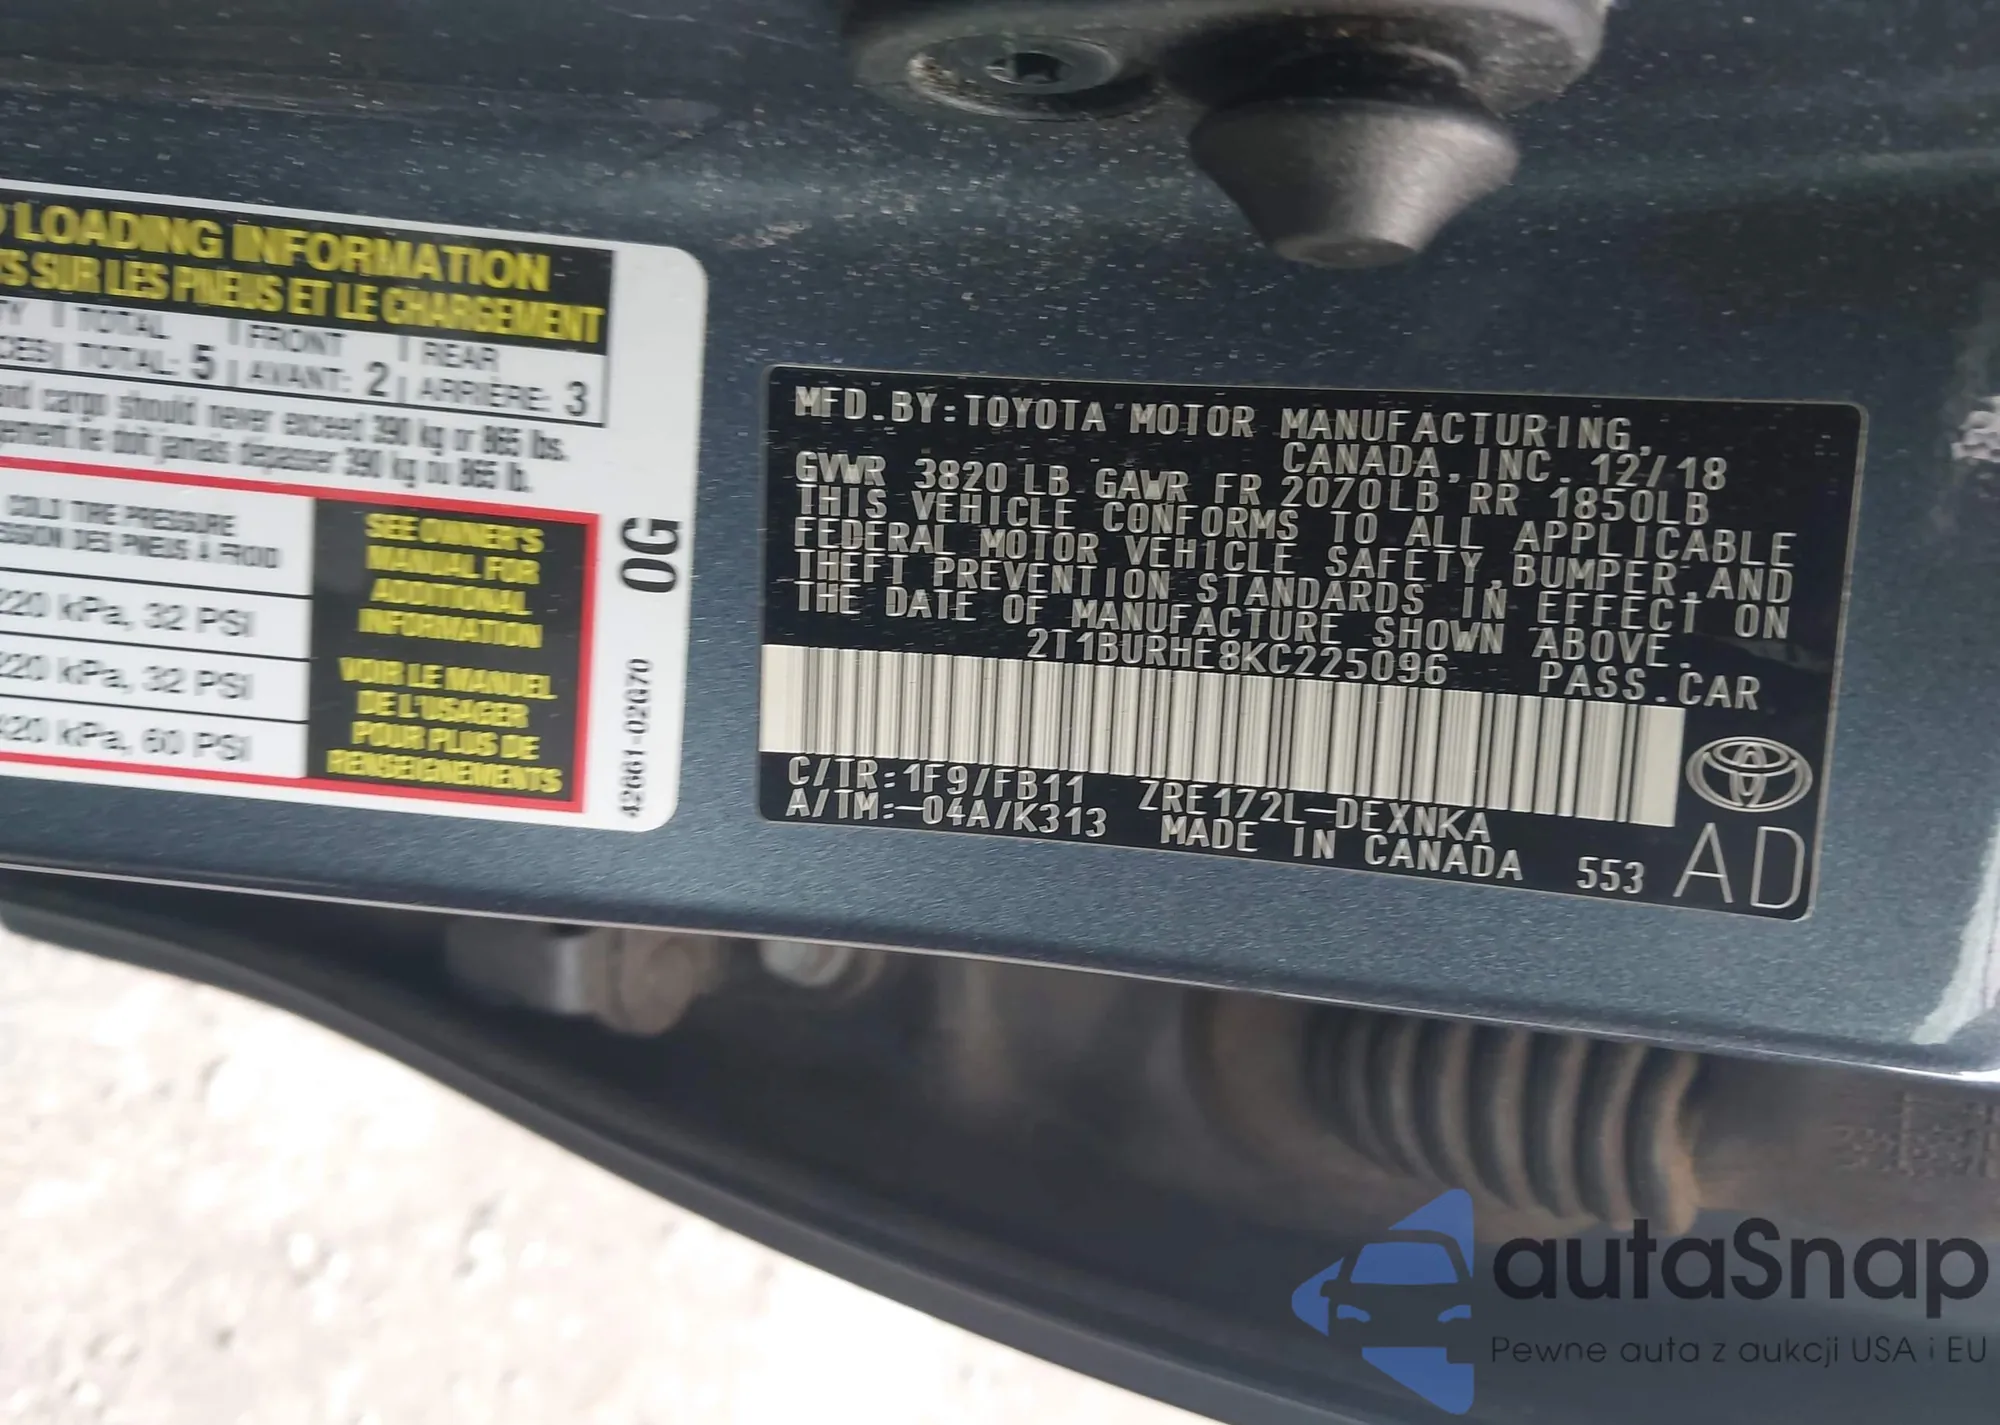 LOADING INFORMATION
SUR LES PNEUS ET LE CHARGEMENT
TOTAL | FRONT | REAR
TOTAL: 5 | AVANT: 2 | ARRIÈRE: 3
and cargo should never exceed 390 kg or 865 lbs.
ne doit jamais dépasser 390 kg ou 865 lb.
COLD TIRE PRESSURE
DES PNEUS A FROID
220 kPa, 32 PSI
220 kPa, 32 PSI
420 kPa, 60 PSI
SEE OWNER'S
MANUAL FOR
ADDITIONAL
INFORMATION
VOIR LE MANUEL
DE L'USAGER
POUR PLUS DE
RENSEIGNEMENTS
0G
42661-02G70
MFD.BY:TOYOTA MOTOR MANUFACTURING,
CANADA,INC. 12/18
GVWR 3820 LB GAWR FR 2070LB RR 1850LB
THIS VEHICLE CONFORMS TO ALL APPLICABLE
FEDERAL MOTOR VEHICLE SAFETY,BUMPER,AND
THEFT PREVENTION STANDARDS IN EFFECT ON
THE DATE OF MANUFACTURE SHOWN ABOVE.
2T1BURHE8KC225096 PASS.CAR
C/TR:1F9/FB11 ZRE172L-DEXNKA
A/TM:-04A/K313 MADE IN CANADA 553
AD
autaSnap
Pewne auta z aukcji USA i EU